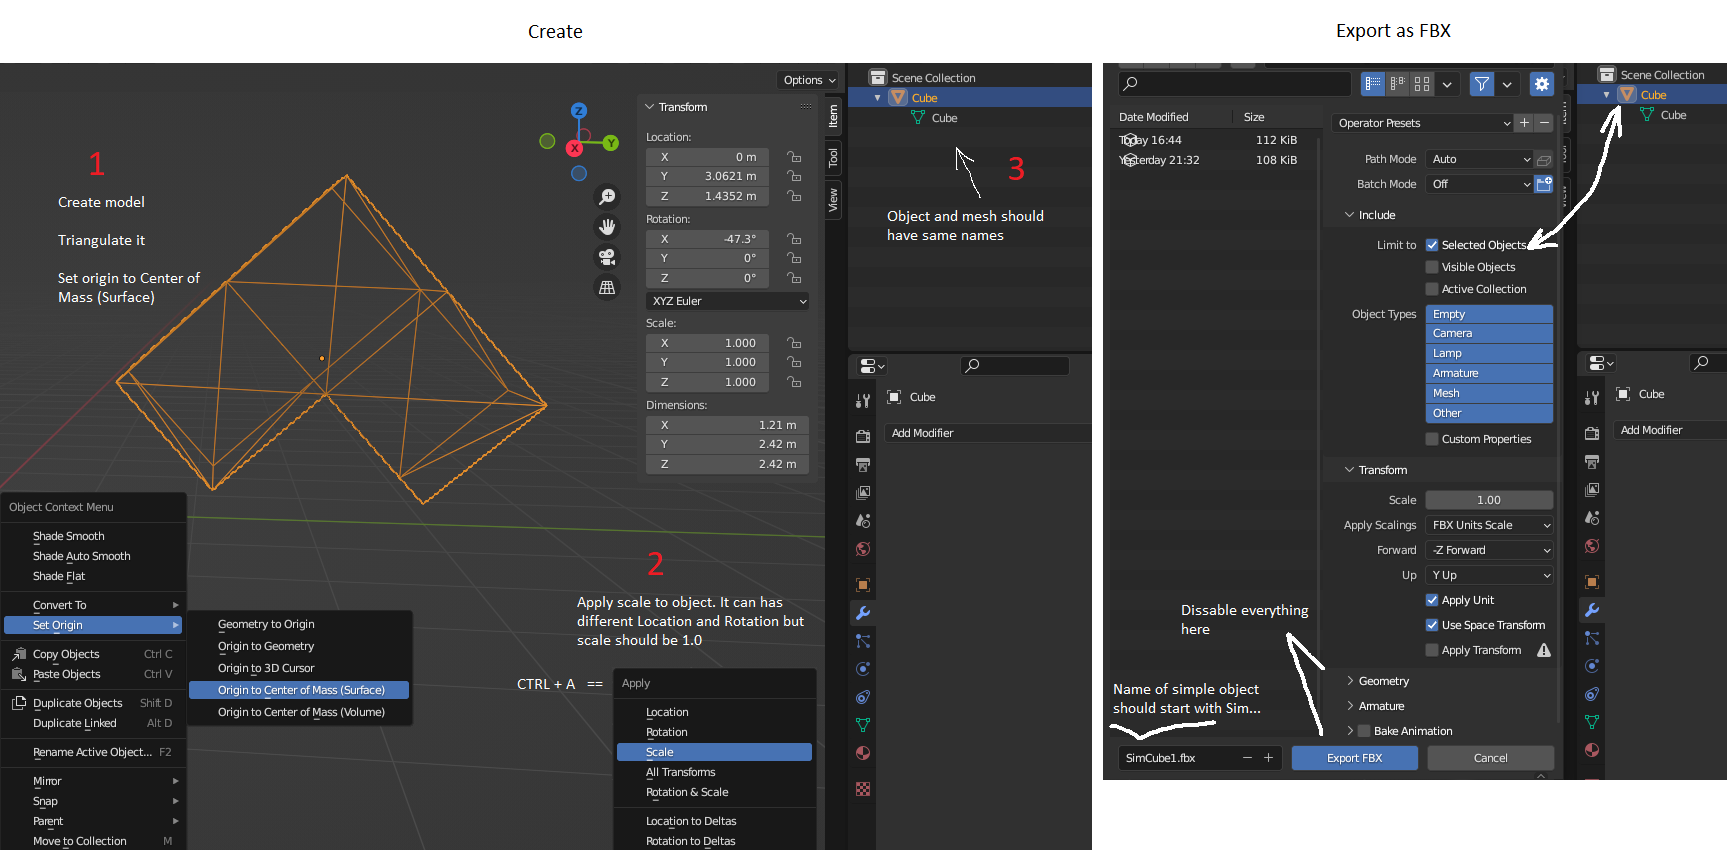 Create
Export as FBX
Options
Scene Collection
Cube
Cube
Transform
Location:
X 0 m
Y 3.0621 m
Z 1.4352 m
Rotation:
X -47.3°
Y 0°
Z 0°
XYZ Euler
Scale:
X 1.000
Y 1.000
Z 1.000
Dimensions:
X 1.21 m
Y 2.42 m
Z 2.42 m
Item
Tool
View
Z
Y
X
1
Create model
Triangulate it
Set origin to Center of
Mass (Surface)
3
Object and mesh should
have same names
Cube
Add Modifier
Object Context Menu
Shade Smooth
Shade Auto Smooth
Shade Flat
Convert To
Set Origin
Copy Objects Ctrl C
Paste Objects Ctrl V
Duplicate Objects Shift D
Duplicate Linked Alt D
Rename Active Object... F2
Mirror
Snap
Parent
Move to Collection M
Geometry to Origin
Origin to Geometry
Origin to 3D Cursor
Origin to Center of Mass (Surface)
Origin to Center of Mass (Volume)
2
Apply scale to object. It can has
different Location and Rotation but
scale should be 1.0
CTRL + A ==
Apply
Location
Rotation
Scale
All Transforms
Rotation & Scale
Location to Deltas
Rotation to Deltas
Date Modified Size
Today 16:44 112 KiB
Yesterday 21:32 108 KiB
Operator Presets
Path Mode Auto
Batch Mode Off
Include
Limit to Selected Objects
Visible Objects
Active Collection
Object Types Empty
Camera
Lamp
Armature
Mesh
Other
Custom Properties
Transform
Scale 1.00
Apply Scalings FBX Units Scale
Forward -Z Forward
Up Y Up
Apply Unit
Use Space Transform
Apply Transform
Geometry
Armature
Bake Animation
Dissable everything
here
Name of simple object
should start with Sim...
SimCube1.fbx
Export FBX
Cancel
Scene Collection
Cube
Cube
Cube
Add Modifier